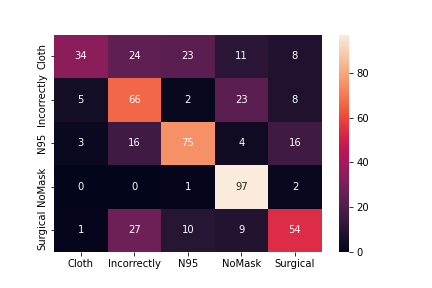 Cloth 34 24 23 11 8
Incorrectly 5 66 2 23 8
N95 3 16 75 4 16
NoMask 0 0 1 97 2
Surgical 1 27 10 9 54
Cloth Incorrectly N95 NoMask Surgical
80
60
40
20
0